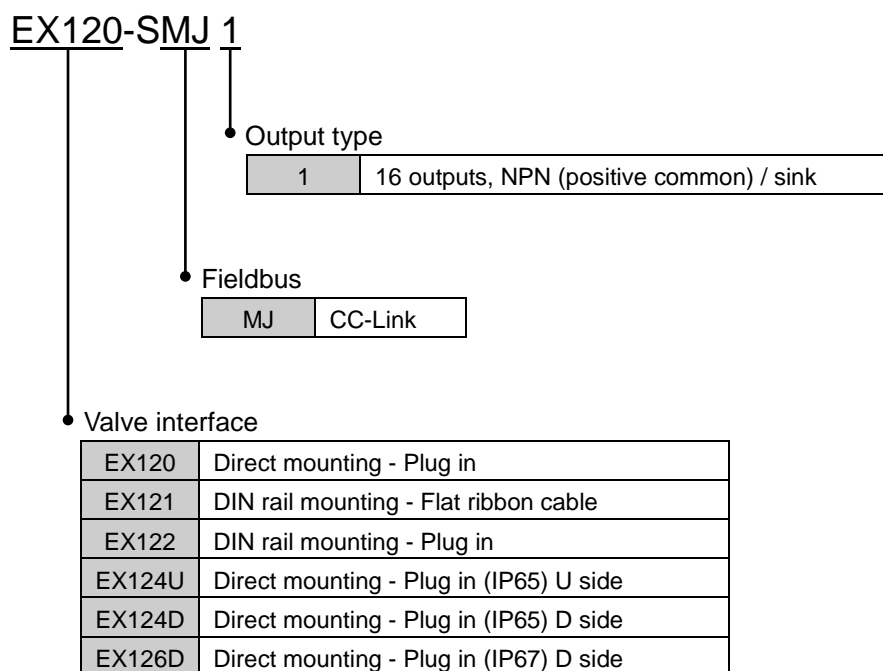 EX120-SMJ 1
Output type
1 16 outputs, NPN (positive common) / sink
Fieldbus
MJ CC-Link
Valve interface
EX120 Direct mounting - Plug in
EX121 DIN rail mounting - Flat ribbon cable
EX122 DIN rail mounting - Plug in
EX124U Direct mounting - Plug in (IP65) U side
EX124D Direct mounting - Plug in (IP65) D side
EX126D Direct mounting - Plug in (IP67) D side